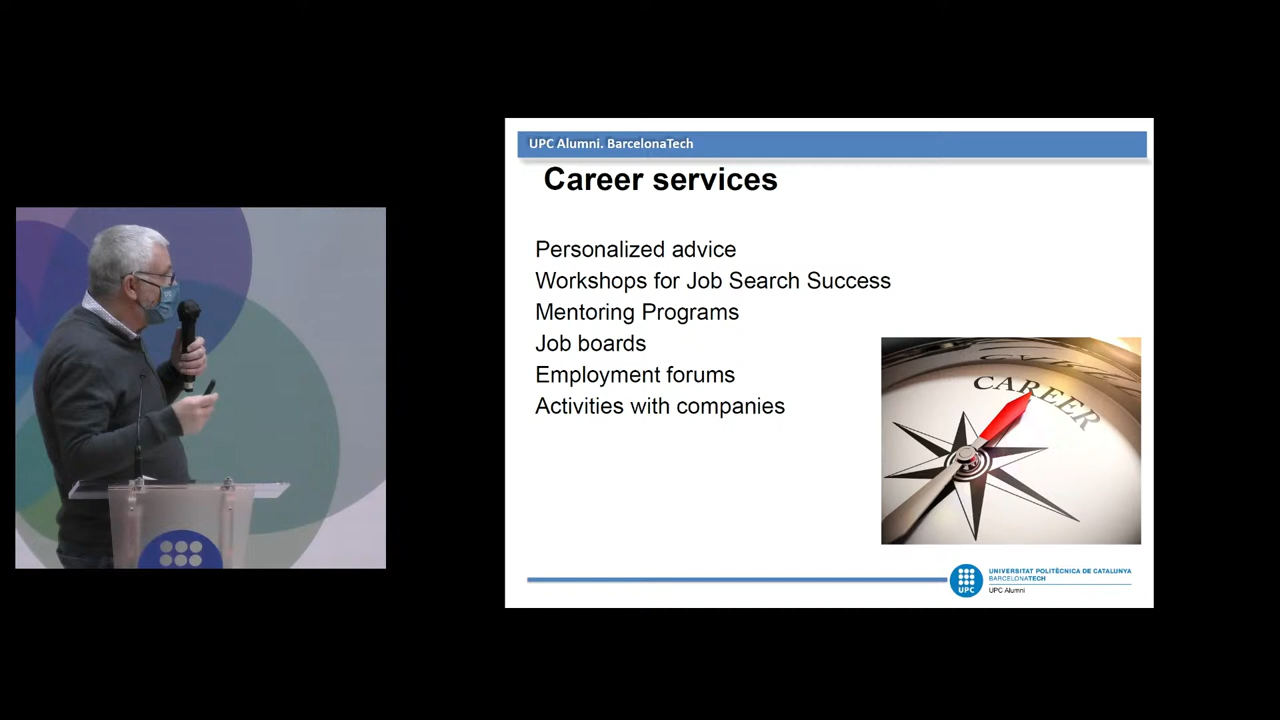 UPC Alumni. BarcelonaTech
Career services
Personalized advice
Workshops for Job Search Success
Mentoring Programs
Job boards
Employment forums
Activities with companies
CAREER
UNIVERSITAT POLITÈCNICA DE CATALUNYA
BARCELONATECH
UPC
UPC Alumni